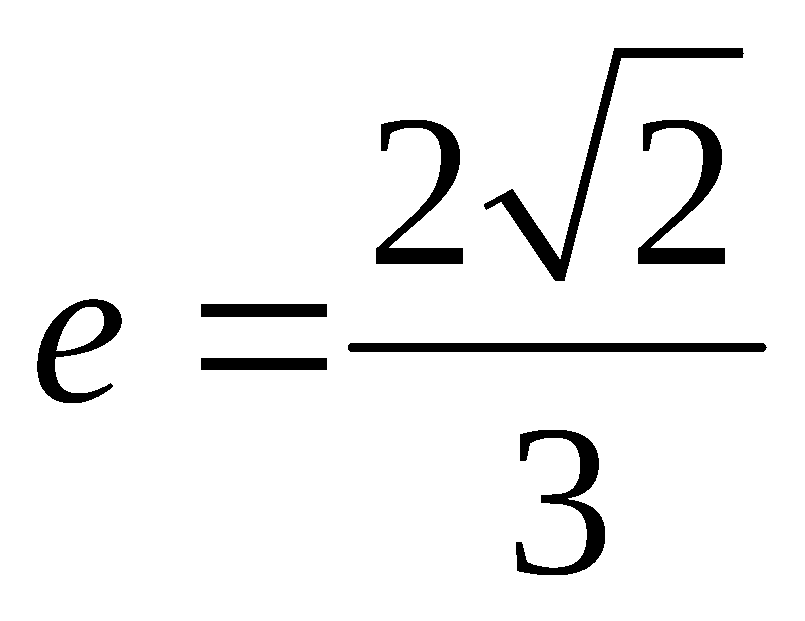 e = 2√2/3